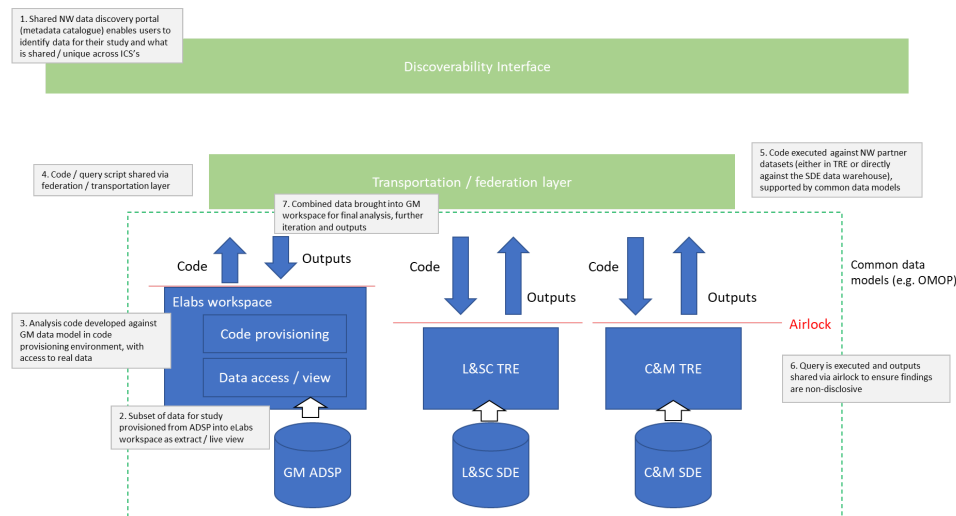 1. Shared NW data discovery portal
(metadata catalogue) enables users to
identify data for their study and what
is shared / unique across ICS's
Discoverability Interface
4. Code / query script shared via
federation / transportation layer
Transportation / federation layer
5. Code executed against NW partner
datasets (either in TRE or directly
against the SDE data warehouse),
supported by common data models
7. Combined data brought into GM
workspace for final analysis, further
iteration and outputs
Code
Outputs
Code
Outputs
Code
Outputs
Common data
models (e.g. OMOP)
Airlock
Elabs workspace
Code provisioning
Data access / view
3. Analysis code developed against
GM data model in code
provisioning environment, with
access to real data
L&SC TRE
C&M TRE
6. Query is executed and outputs
shared via airlock to ensure findings
are non-disclosive
2. Subset of data for study
provisioned from ADSP into eLabs
workspace as extract / live view
GM ADSP
L&SC SDE
C&M SDE